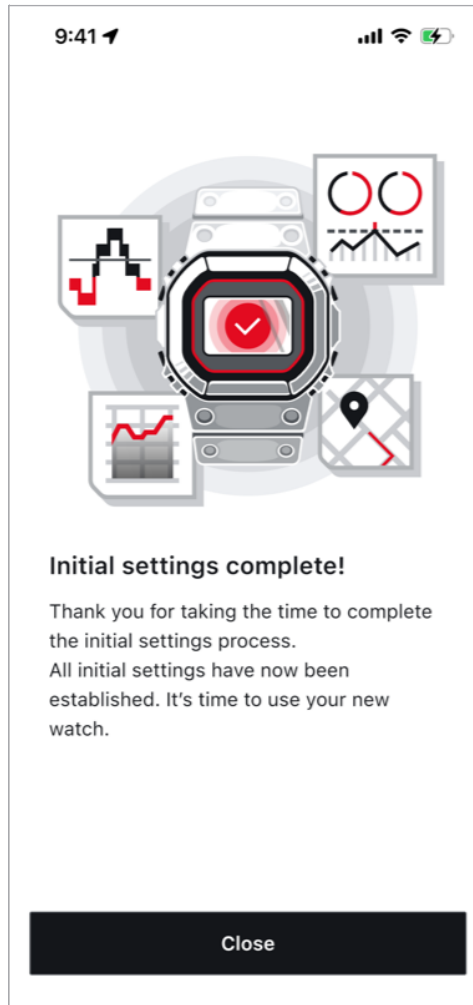 9:41
Initial settings complete!
Thank you for taking the time to complete
the initial settings process.
All initial settings have now been
established. It’s time to use your new
watch.
Close